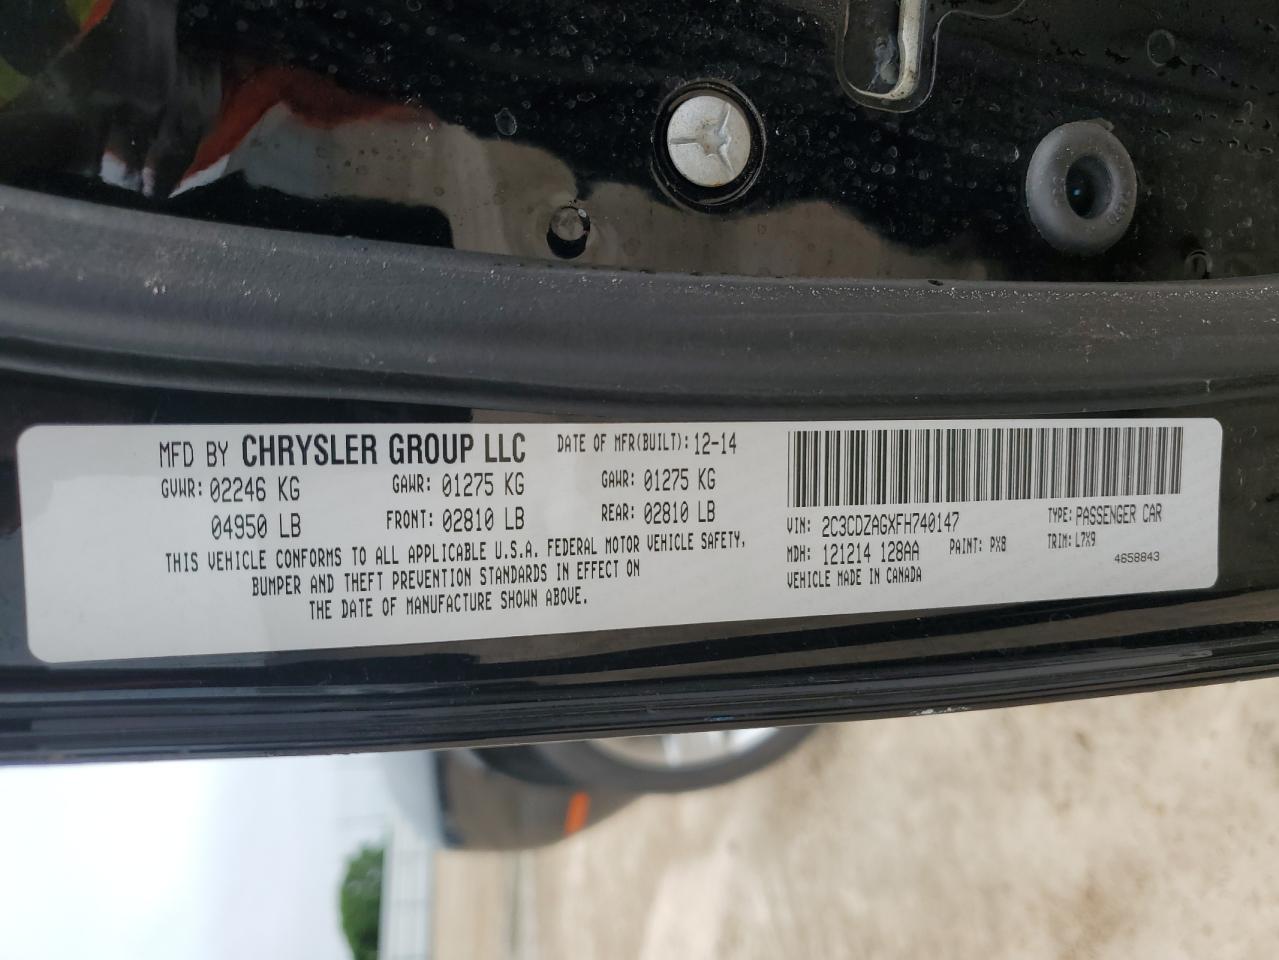 MFD BY CHRYSLER GROUP LLC DATE OF MFR(BUILT): 12-14
GVWR: 02246 KG GAWR: 01275 KG GAWR: 01275 KG
04950 LB FRONT: 02810 LB REAR: 02810 LB
THIS VEHICLE CONFORMS TO ALL APPLICABLE U.S.A. FEDERAL MOTOR VEHICLE SAFETY,
BUMPER AND THEFT PREVENTION STANDARDS IN EFFECT ON
THE DATE OF MANUFACTURE SHOWN ABOVE.
VIN: 2C3CDZAGXFH740147 TYPE: PASSENGER CAR
MDH: 121214 128AA PAINT: PX8 TRIM: L7X9
VEHICLE MADE IN CANADA 4658843